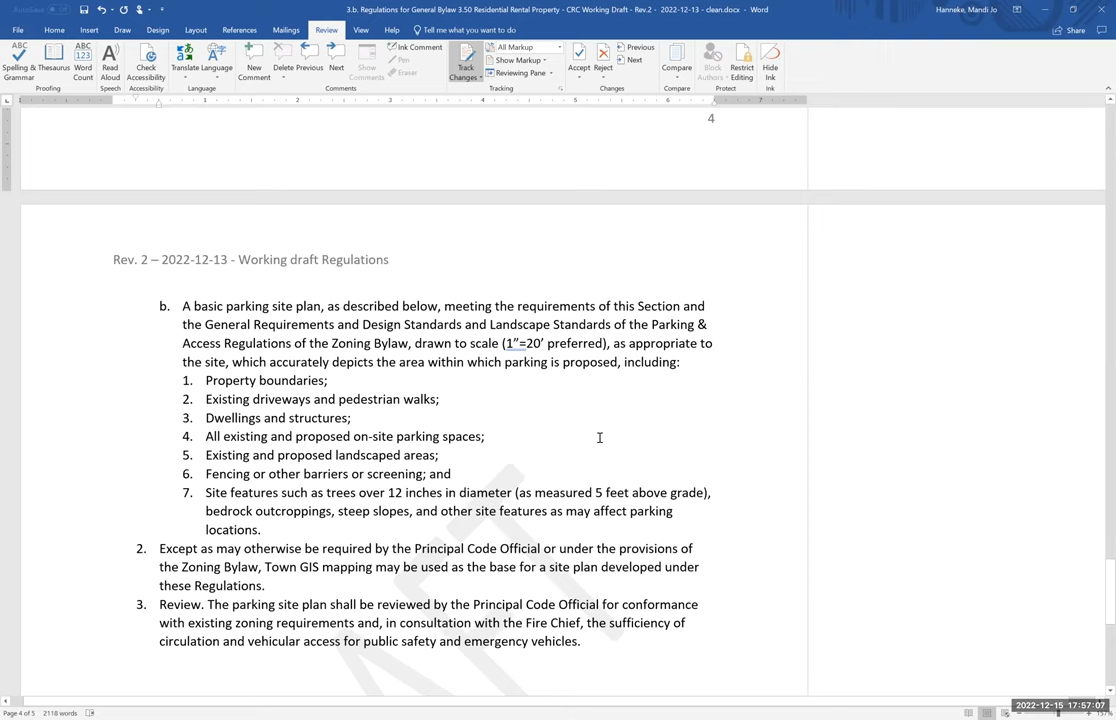 AutoSave
3.b. Regulations for General Bylaw 3.50 Residential Rental Property - CRC Working Draft - Rev.2 - 2022-12-13 - clean.docx - Word
Hanneke, Mandi Jo
File Home Insert Draw Design Layout References Mailings Review View Help Tell me what you want to do Share
Spelling & Grammar Thesaurus Word Count Read Aloud Check Accessibility Translate Language New Comment Delete Previous Next Show Comments Ink Comment Pen Eraser Track Changes All Markup Show Markup Reviewing Pane Accept Reject Previous Next Compare Block Authors Restrict Editing Hide Ink
Proofing Speech Accessibility Language Comments Tracking Changes Compare Protect Ink
1 2 3 4 5 6 7
4
Rev. 2 – 2022-12-13 - Working draft Regulations
b. A basic parking site plan, as described below, meeting the requirements of this Section and
the General Requirements and Design Standards and Landscape Standards of the Parking &
Access Regulations of the Zoning Bylaw, drawn to scale (1”=20’ preferred), as appropriate to
the site, which accurately depicts the area within which parking is proposed, including:
1. Property boundaries;
2. Existing driveways and pedestrian walks;
3. Dwellings and structures;
4. All existing and proposed on-site parking spaces;
5. Existing and proposed landscaped areas;
6. Fencing or other barriers or screening; and
7. Site features such as trees over 12 inches in diameter (as measured 5 feet above grade),
bedrock outcroppings, steep slopes, and other site features as may affect parking
locations.
2. Except as may otherwise be required by the Principal Code Official or under the provisions of
the Zoning Bylaw, Town GIS mapping may be used as the base for a site plan developed under
these Regulations.
3. Review. The parking site plan shall be reviewed by the Principal Code Official for conformance
with existing zoning requirements and, in consultation with the Fire Chief, the sufficiency of
circulation and vehicular access for public safety and emergency vehicles.
Page 4 of 5 2118 words
2022-12-15 17:57:07